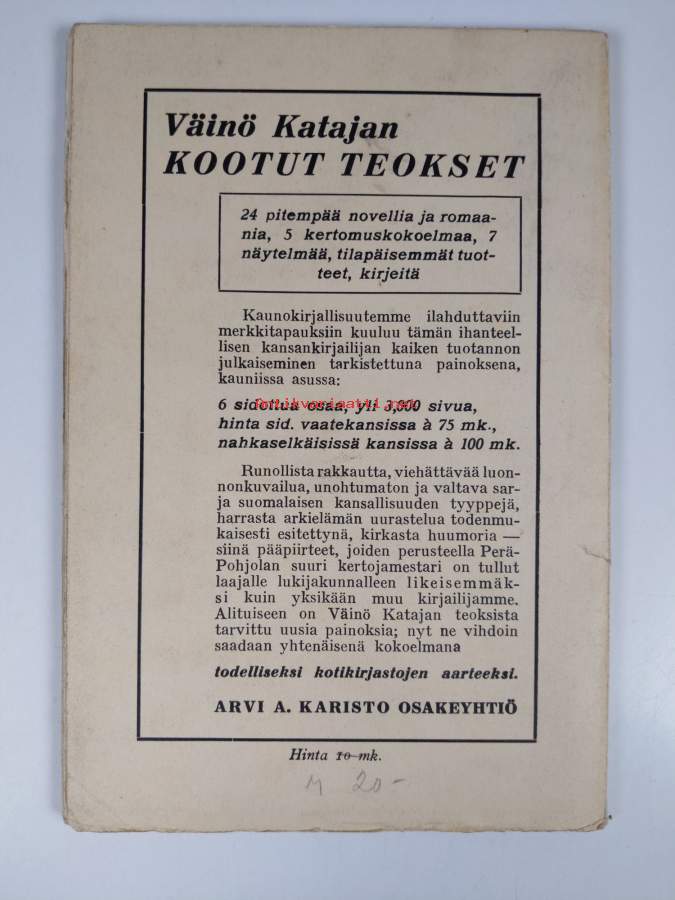 Väinö Katajan
KOOTUT TEOKSET
24 pitempää novellia ja romaa-
nia, 5 kertomuskokoelmaa, 7
näytelmää, tilapäisemmät tuot-
teet, kirjeitä
Kaunokirjallisuutemme ilahduttaviin
merkkitapauksiin kuuluu tämän ihanteel-
lisen kansankirjailijan kaiken tuotannon
julkaiseminen tarkistettuna painoksena,
kauniissa asussa:
6 sidottua osaa, yli 3,000 sivua,
Antikvariaatti.net
hinta sid. vaatekansissa à 75 mk.,
nahkaselkäisissä kansissa à 100 mk.
Runollista rakkautta, viehättävää luon-
nonkuvailua, unohtumaton ja valtava sar-
ja suomalaisen kansallisuuden tyyppejä,
harrasta arkielämän uurastelua todenmu-
kaisesti esitettynä, kirkasta huumoria —
siinä pääpiirteet, joiden perusteella Perä-
Pohjolan suuri kertojamestari on tullut
laajalle lukijakunnalleen likeisemmäk-
si kuin yksikään muu kirjailijamme.
Alituiseen on Väinö Katajan teoksista
tarvittu uusia painoksia; nyt ne vihdoin
saadaan yhtenäisenä kokoelmana
todelliseksi kotikirjastojen aarteeksi.
ARVI A. KARISTO OSAKEYHTIÖ
Hinta 10 mk.
20-